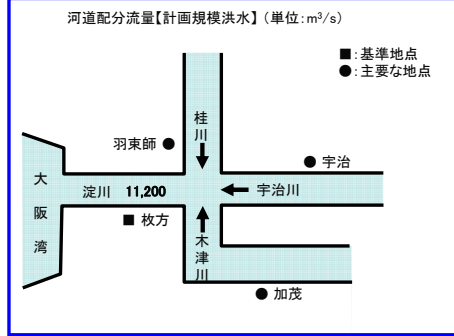 河道配分流量【計画規模洪水】（単位:m³/s）
■:基準地点
●:主要な地点
桂川
羽束師 ●
● 宇治
大阪湾
淀川 11,200
宇治川
■ 枚方
木津川
● 加茂